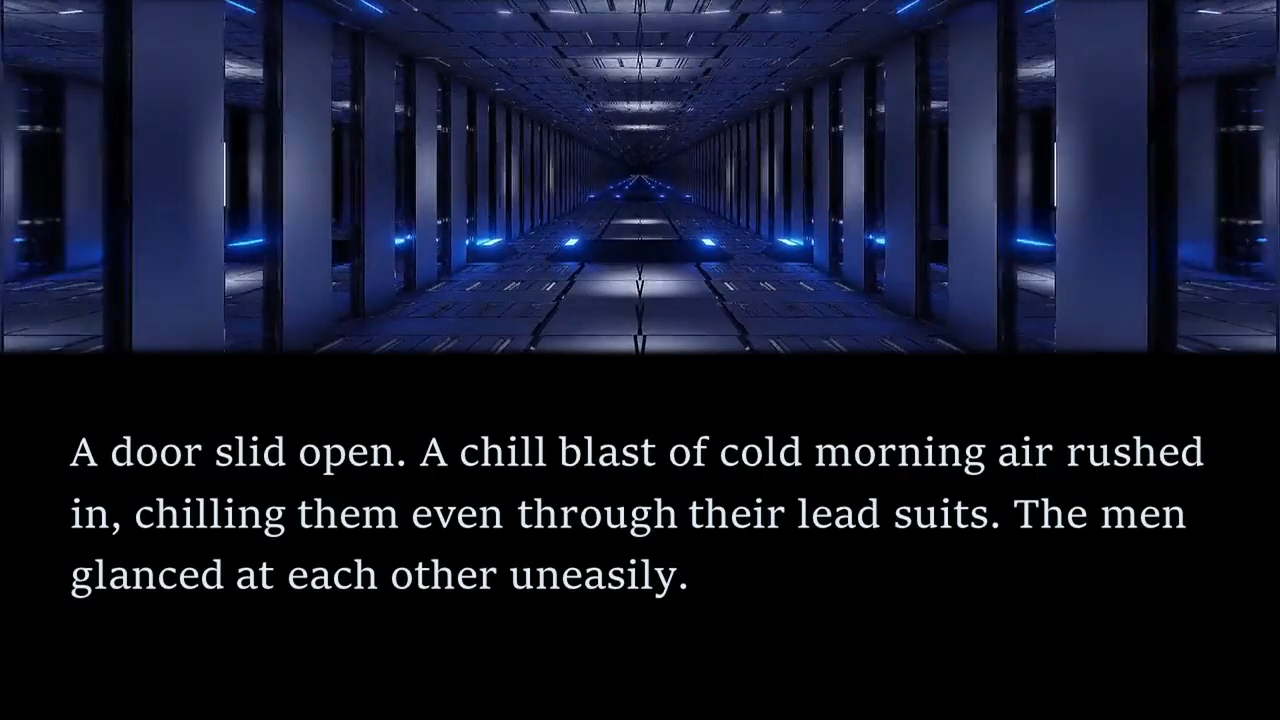 A door slid open. A chill blast of cold morning air rushed
in, chilling them even through their lead suits. The men
glanced at each other uneasily.